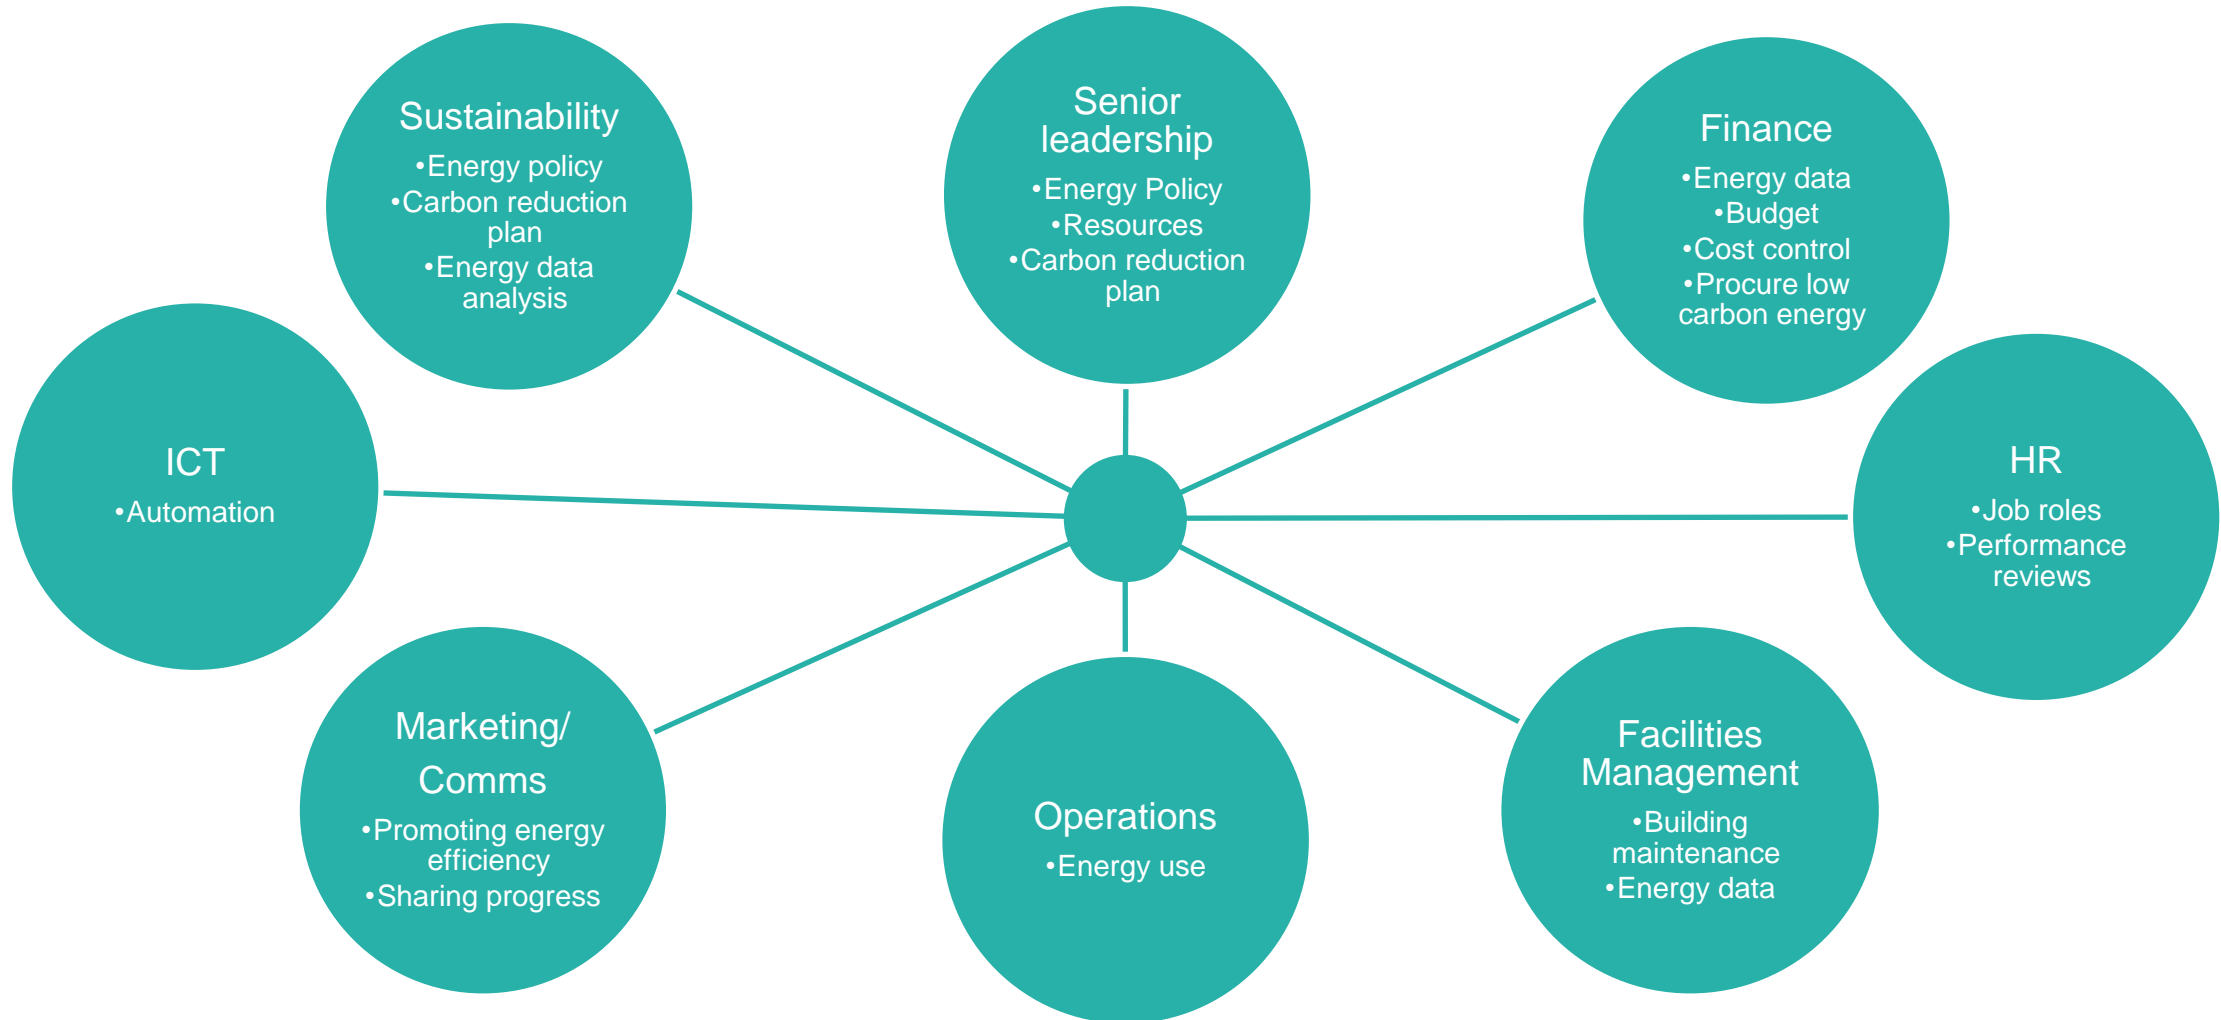 Sustainability
•Energy policy
•Carbon reduction
plan
•Energy data
analysis
Senior
leadership
•Energy Policy
•Resources
•Carbon reduction
plan
Finance
•Energy data
•Budget
•Cost control
•Procure low
carbon energy
ICT
•Automation
HR
•Job roles
•Performance
reviews
Marketing/
Comms
•Promoting energy
efficiency
•Sharing progress
Operations
•Energy use
Facilities
Management
•Building
maintenance
•Energy data